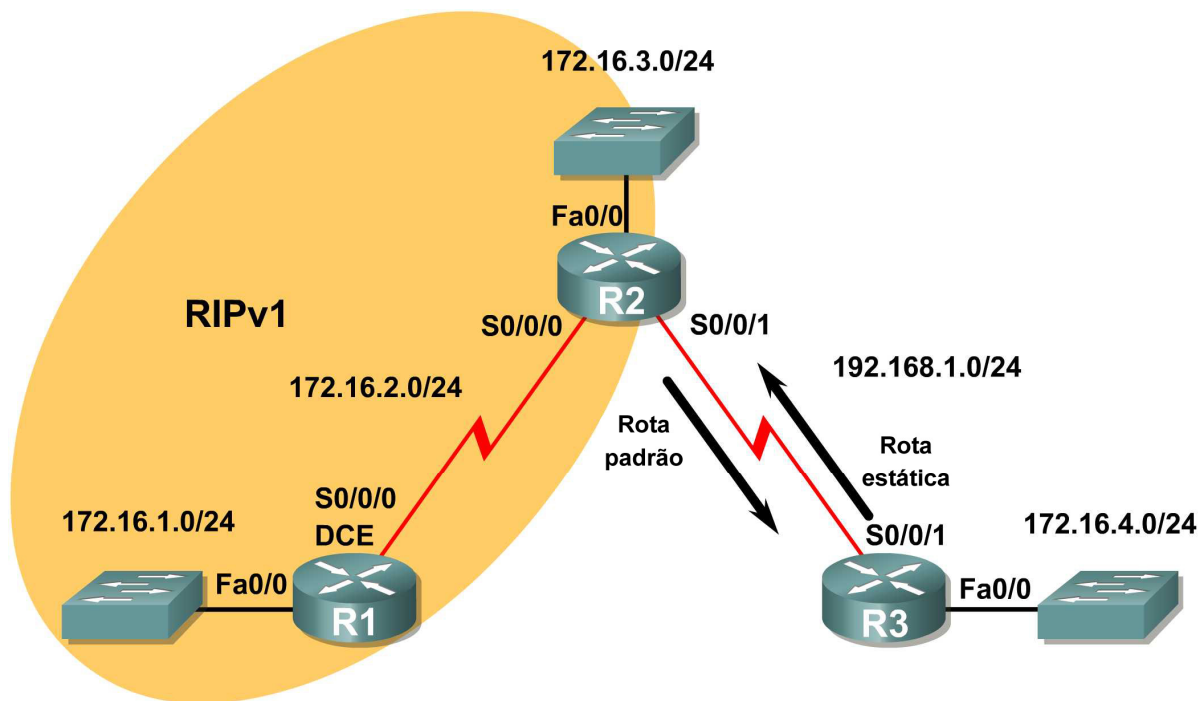 172.16.3.0/24
Fa0/0
R2
RIPv1
S0/0/0
S0/0/1
172.16.2.0/24
192.168.1.0/24
Rota
padrão
Rota
estática
S0/0/0
DCE
172.16.1.0/24
Fa0/0
R1
S0/0/1
172.16.4.0/24
Fa0/0
R3